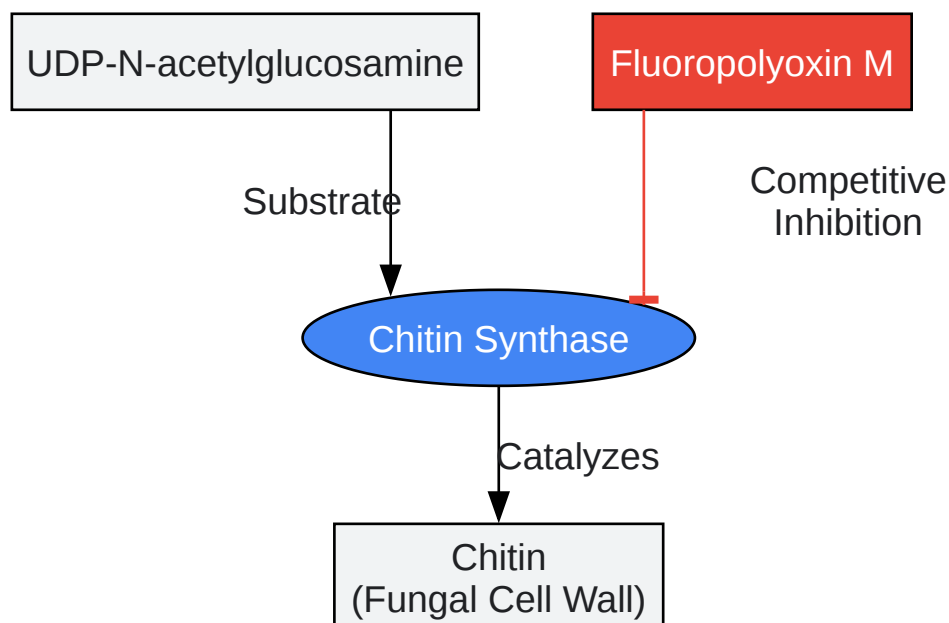 UDP-N-acetylglucosamine
Fluoropolyoxin M
Substrate
Competitive
Inhibition
Chitin Synthase
Catalyzes
Chitin
(Fungal Cell Wall)